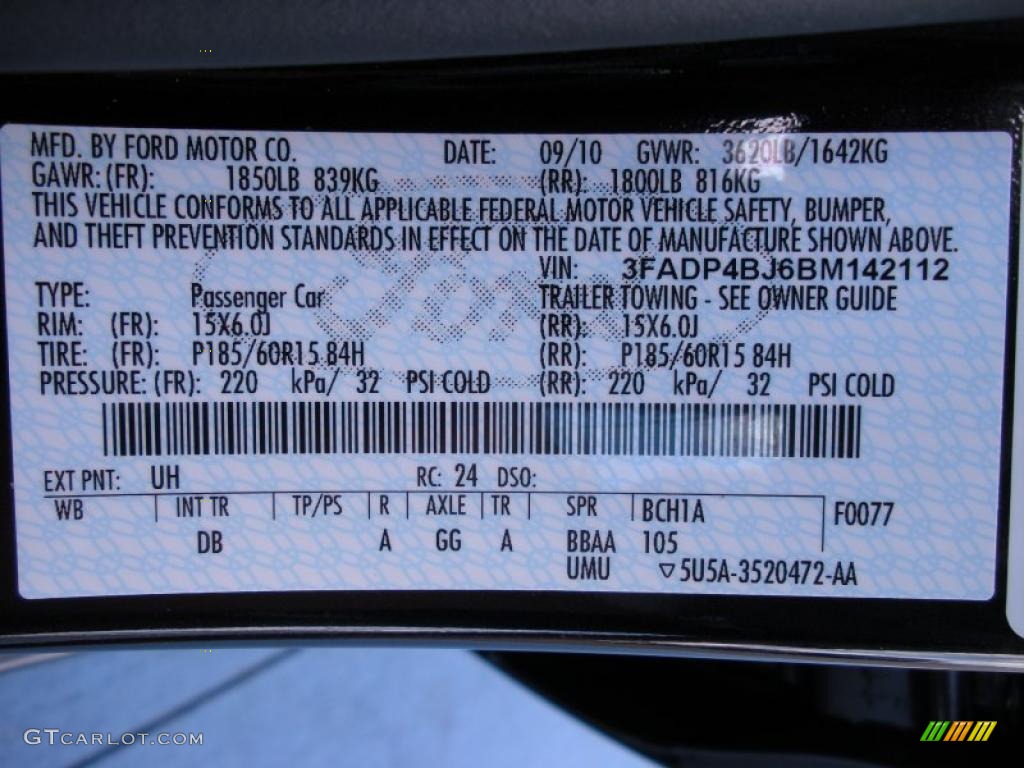 MFD. BY FORD MOTOR CO. DATE: 09/10 GVWR: 3620LB/1642KG
GAWR: (FR): 1850LB 839KG (RR): 1800LB 816KG
THIS VEHICLE CONFORMS TO ALL APPLICABLE FEDERAL MOTOR VEHICLE SAFETY, BUMPER,
AND THEFT PREVENTION STANDARDS IN EFFECT ON THE DATE OF MANUFACTURE SHOWN ABOVE.
VIN: 3FADP4BJ6BM142112
TYPE: Passenger Car TRAILER TOWING - SEE OWNER GUIDE
RIM: (FR): 15X6.0J (RR): 15X6.0J
TIRE: (FR): P185/60R15 84H (RR): P185/60R15 84H
PRESSURE: (FR): 220 kPa/ 32 PSI COLD (RR): 220 kPa/ 32 PSI COLD
EXT PNT: UH RC: 24 DSO:
WB INT TR TP/PS R AXLE TR SPR BCH1A F0077
DB A GG A BBAA 105
UMU ▽5U5A-3520472-AA
Ford
GTCARLOT.COM